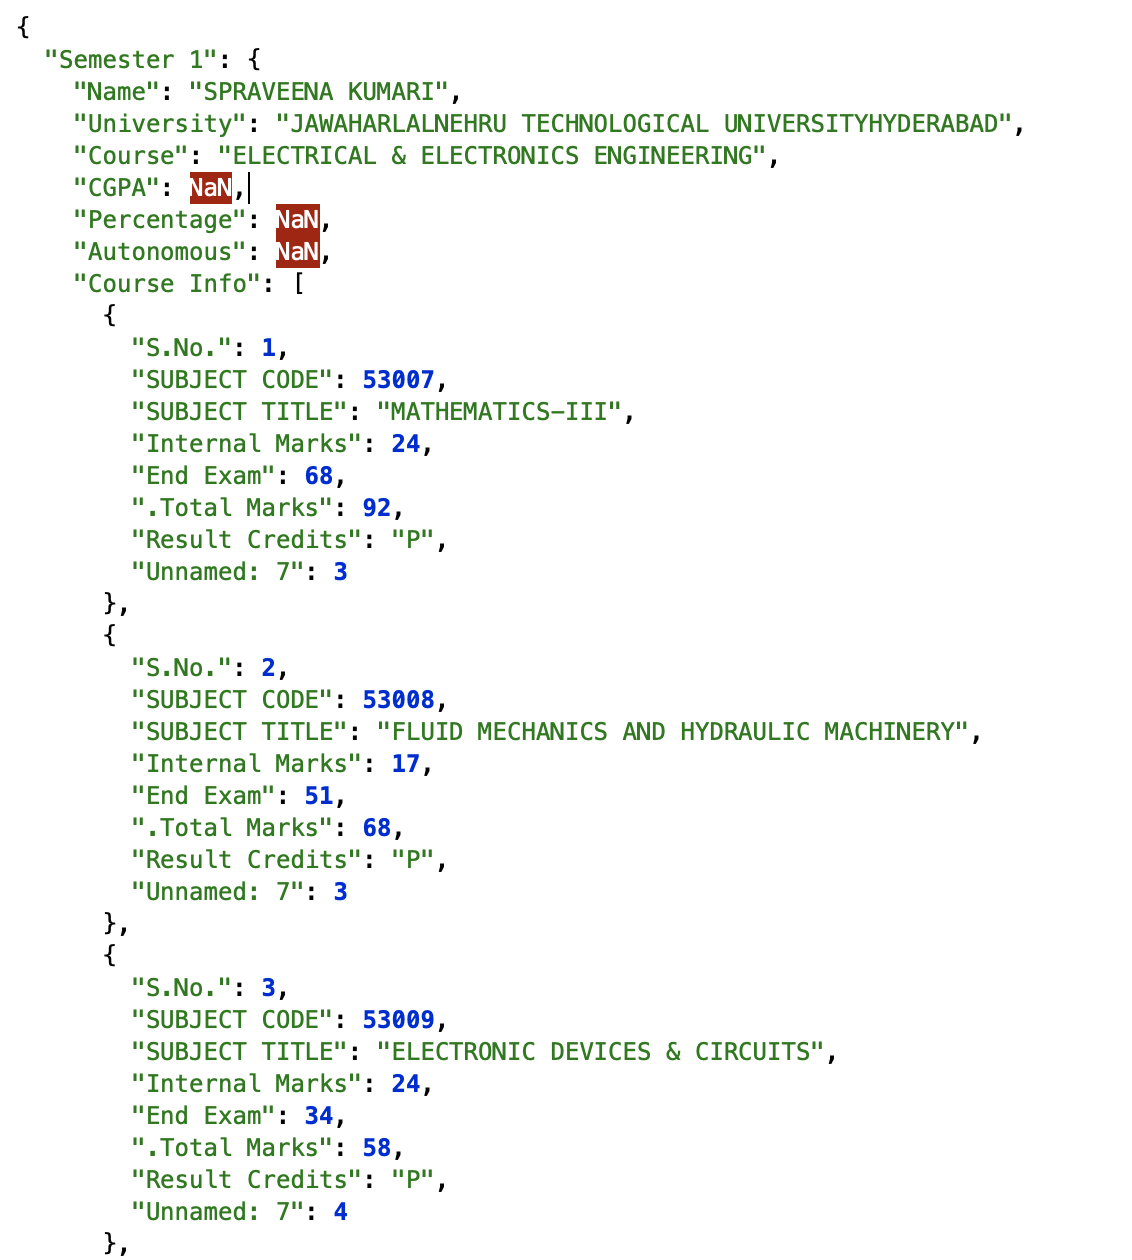 {
"Semester 1": {
"Name": "SPRAVEENA KUMARI",
"University": "JAWAHARLALNEHRU TECHNOLOGICAL UNIVERSITYHYDERABAD",
"Course": "ELECTRICAL & ELECTRONICS ENGINEERING",
"CGPA": NaN,
"Percentage": NaN,
"Autonomous": NaN,
"Course Info": [
{
"S.No.": 1,
"SUBJECT CODE": 53007,
"SUBJECT TITLE": "MATHEMATICS-III",
"Internal Marks": 24,
"End Exam": 68,
".Total Marks": 92,
"Result Credits": "P",
"Unnamed: 7": 3
},
{
"S.No.": 2,
"SUBJECT CODE": 53008,
"SUBJECT TITLE": "FLUID MECHANICS AND HYDRAULIC MACHINERY",
"Internal Marks": 17,
"End Exam": 51,
".Total Marks": 68,
"Result Credits": "P",
"Unnamed: 7": 3
},
{
"S.No.": 3,
"SUBJECT CODE": 53009,
"SUBJECT TITLE": "ELECTRONIC DEVICES & CIRCUITS",
"Internal Marks": 24,
"End Exam": 34,
".Total Marks": 58,
"Result Credits": "P",
"Unnamed: 7": 4
},